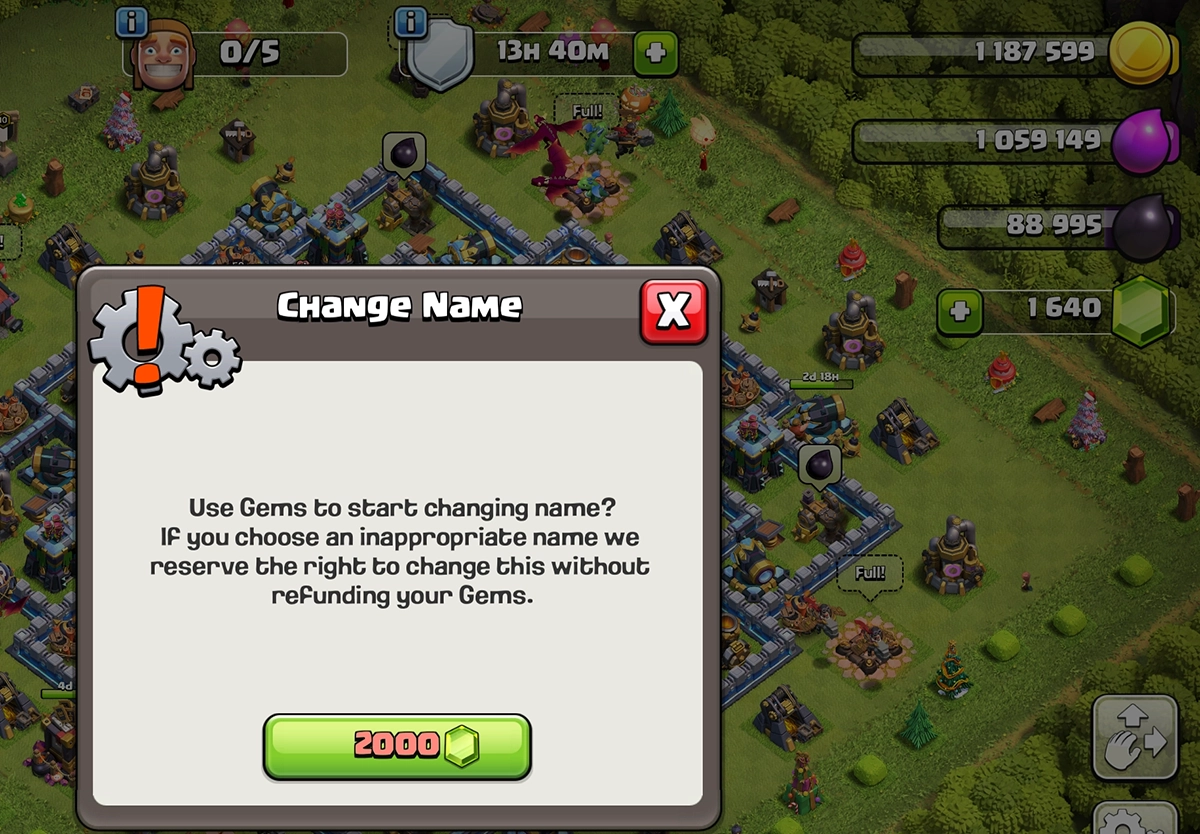 0/5
13H 40M
1 187 599
Full!
1 059 149
88 995
1 640
Change Name
X
2d 18H
Use Gems to start changing name?
If you choose an inappropriate name we
reserve the right to change this without
refunding your Gems.
Full!
4d
2000